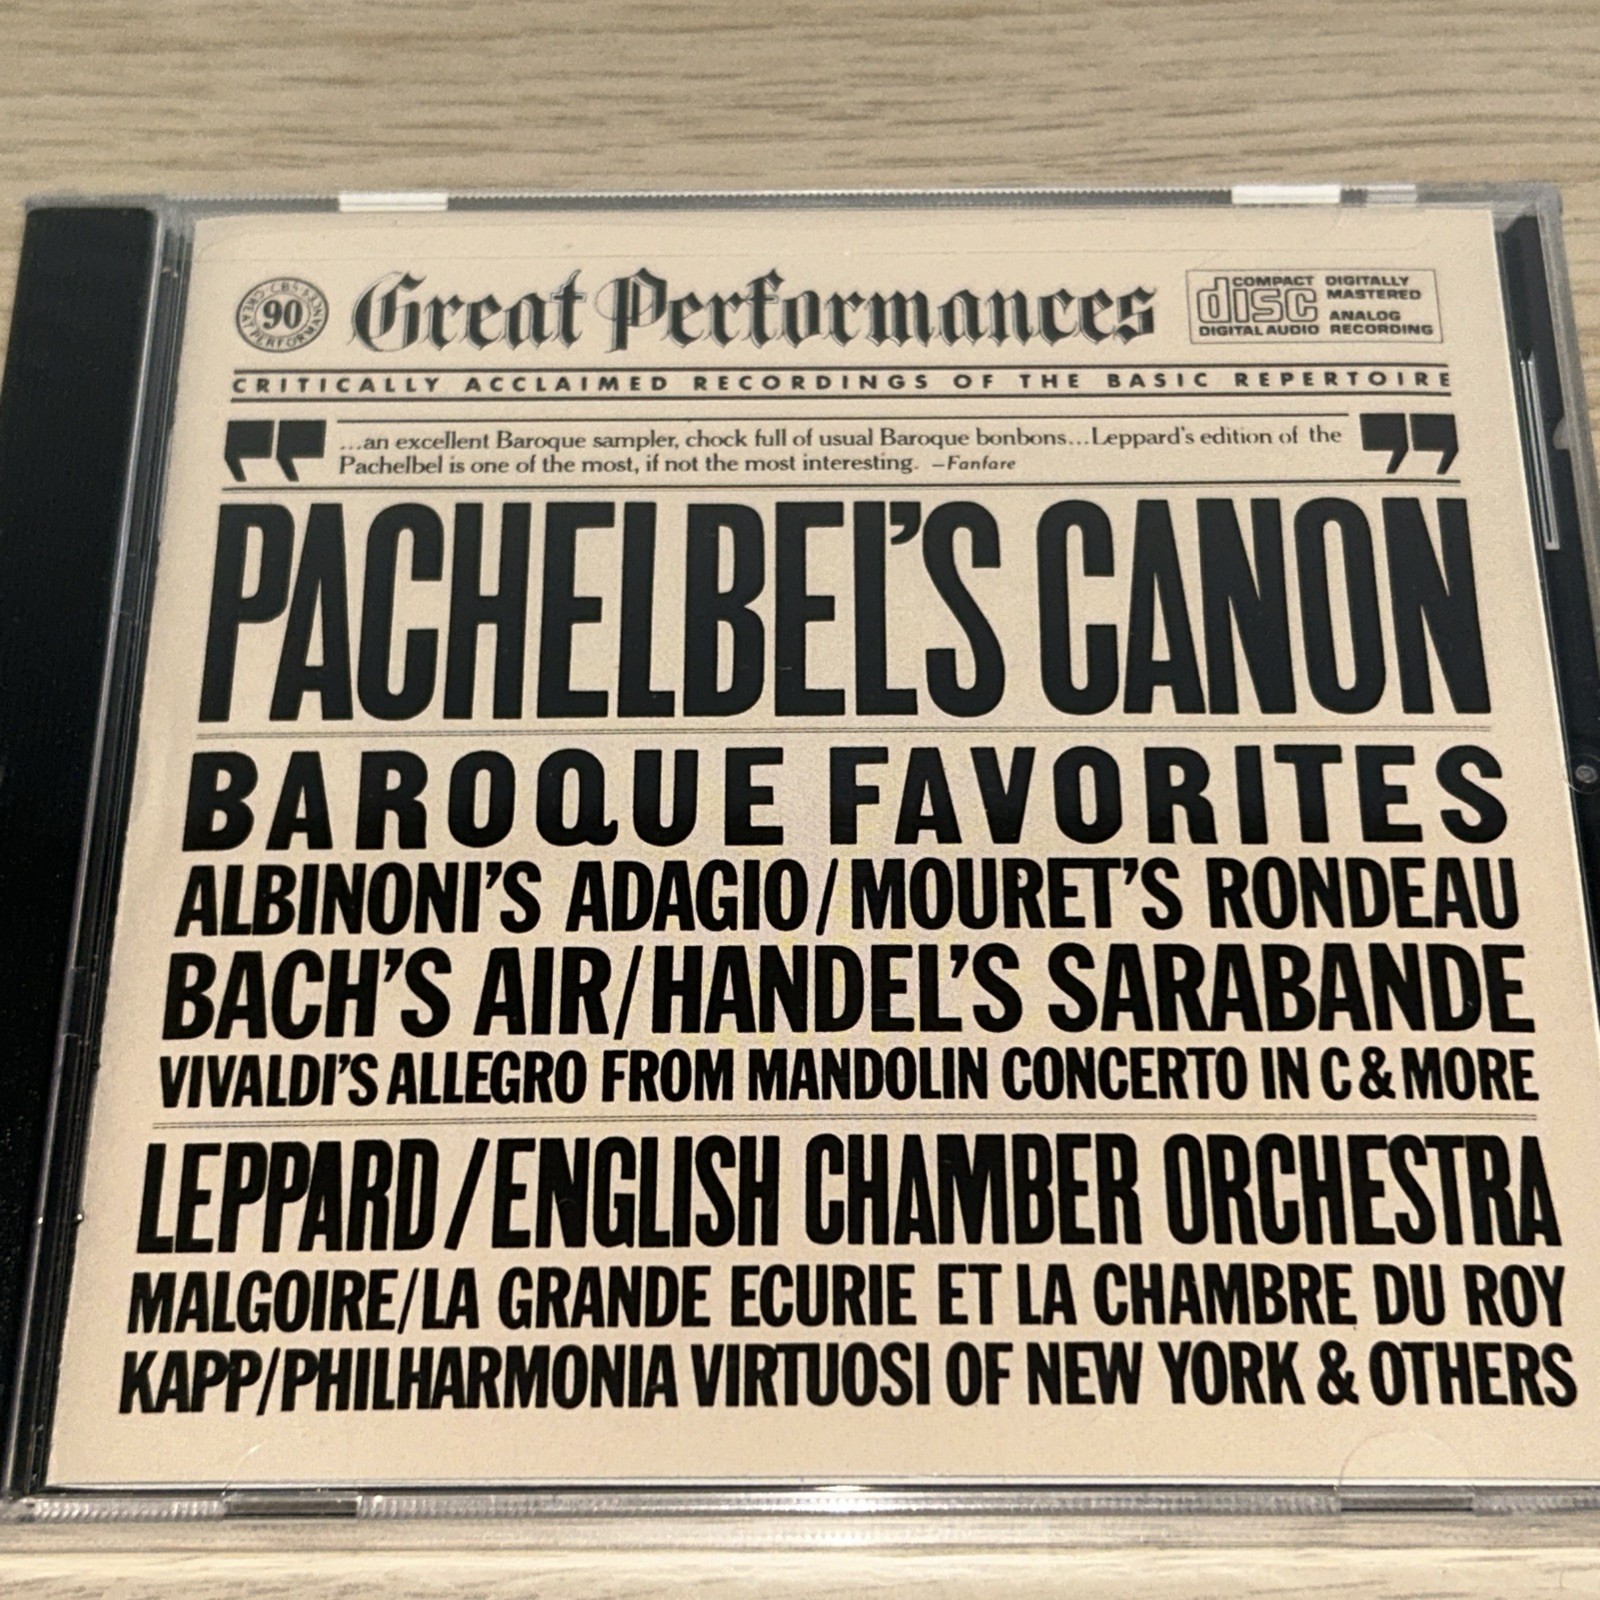 CBS
GREAT PERFORMANCES
90
Great Performances
COMPACT
disc
DIGITAL AUDIO
DIGITALLY
MASTERED
ANALOG
RECORDING
CRITICALLY ACCLAIMED RECORDINGS OF THE BASIC REPERTOIRE
“ ...an excellent Baroque sampler, chock full of usual Baroque bonbons...Leppard's edition of the
Pachelbel is one of the most, if not the most interesting. –Fanfare ”
PACHELBEL'S CANON
BAROQUE FAVORITES
ALBINONI'S ADAGIO/MOURET'S RONDEAU
BACH'S AIR/HANDEL'S SARABANDE
VIVALDI'S ALLEGRO FROM MANDOLIN CONCERTO IN C & MORE
LEPPARD/ENGLISH CHAMBER ORCHESTRA
MALGOIRE/LA GRANDE ECURIE ET LA CHAMBRE DU ROY
KAPP/PHILHARMONIA VIRTUOSI OF NEW YORK & OTHERS